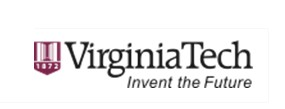 1872
VirginiaTech
Invent the Future